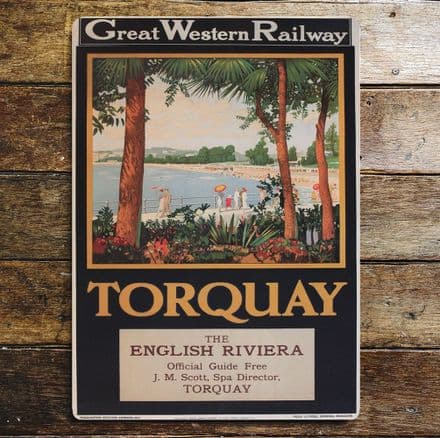 Great Western Railway
TORQUAY
THE
ENGLISH RIVIERA
Official Guide Free
J. M. Scott, Spa Director,
TORQUAY